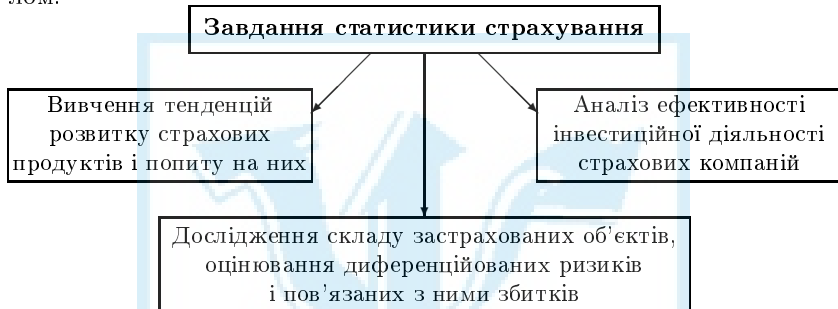 лом.
Завдання статистики страхування
Вивчення тенденцій
розвитку страхових
продуктів і попиту на них
Аналіз ефективності
інвестиційної діяльності
страхових компаній
Дослідження складу застрахованих об'єктів,
оцінювання диференційованих ризиків
і пов'язаних з ними збитків